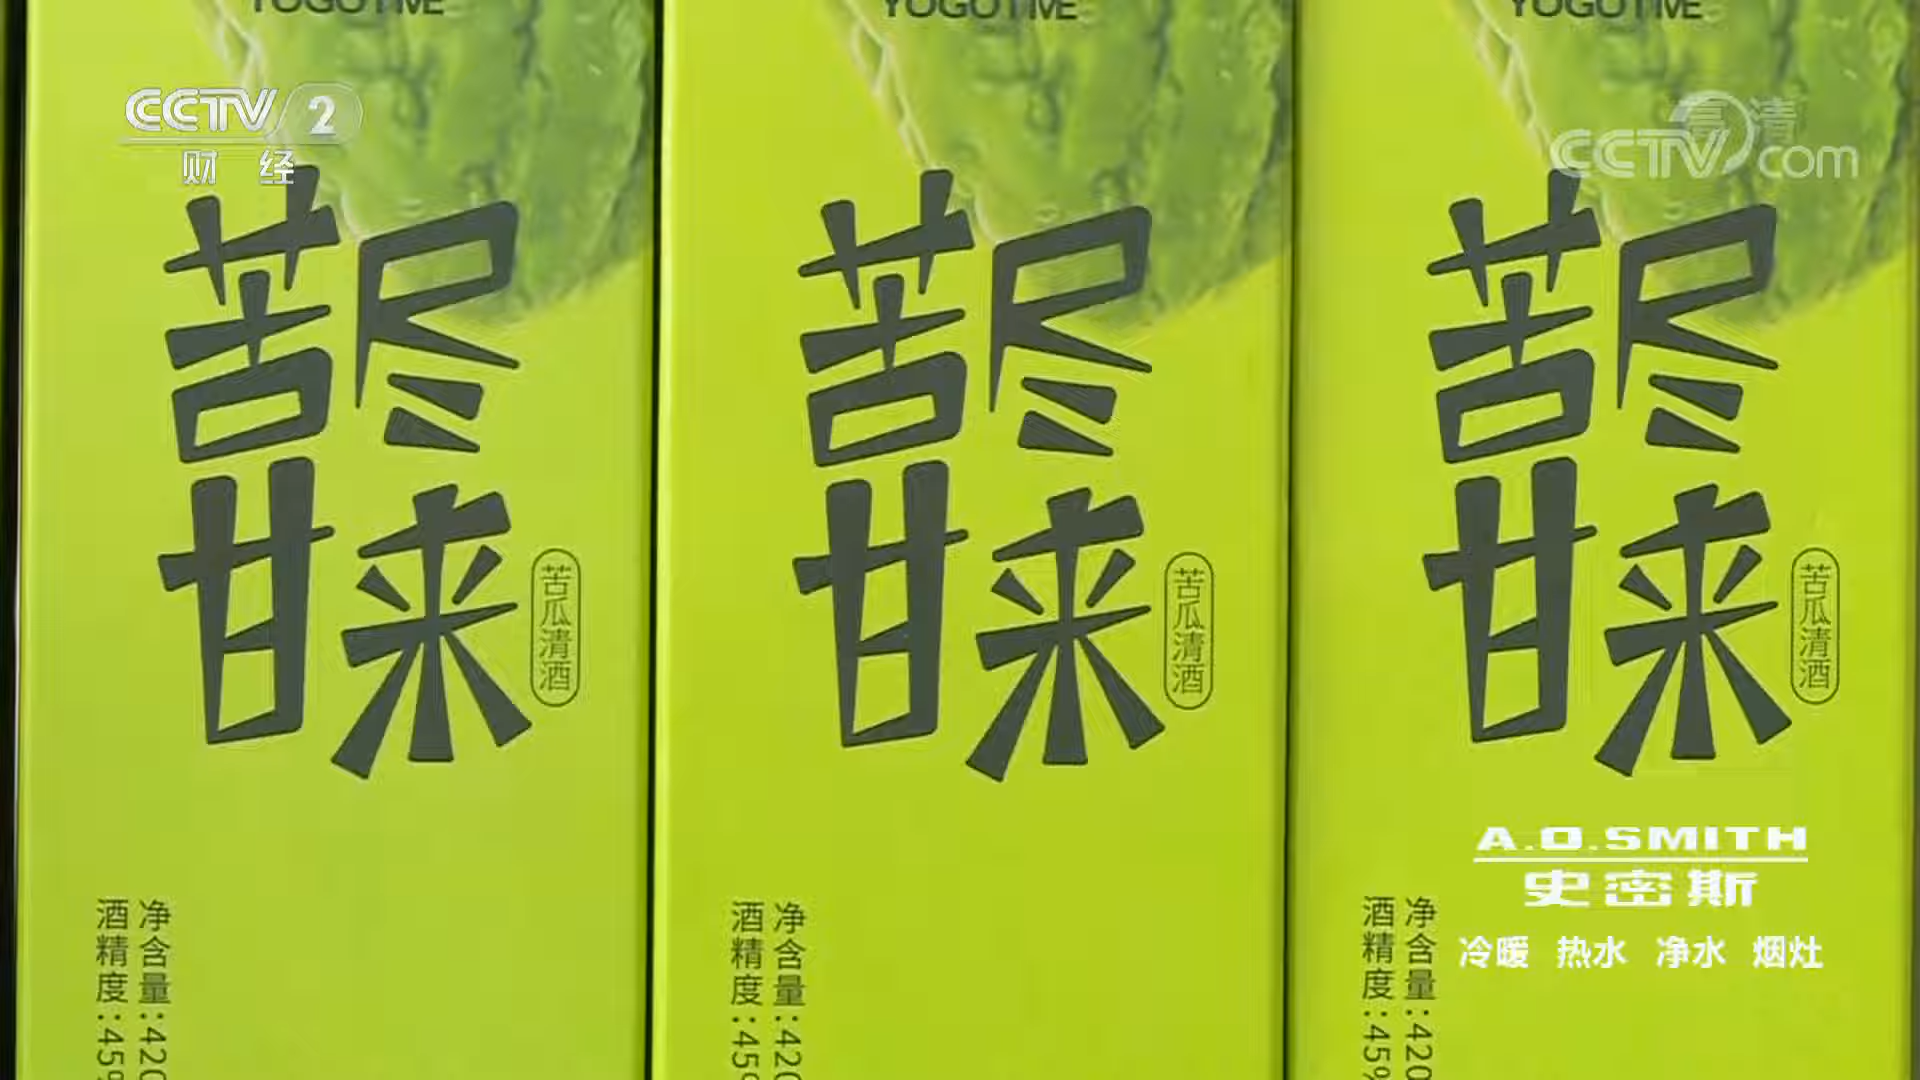 CCTV 2
财经
高清
CCTV.com
YOGOTIVE
苦尽
甘来
苦瓜清酒
净含量:420
酒精度:45%
YOGOTIVE
苦尽
甘来
苦瓜清酒
净含量:420
酒精度:45%
YOGOTIVE
苦尽
甘来
苦瓜清酒
净含量:420
酒精度:45%
A.O.SMITH
史密斯
冷暖 热水 净水 烟灶